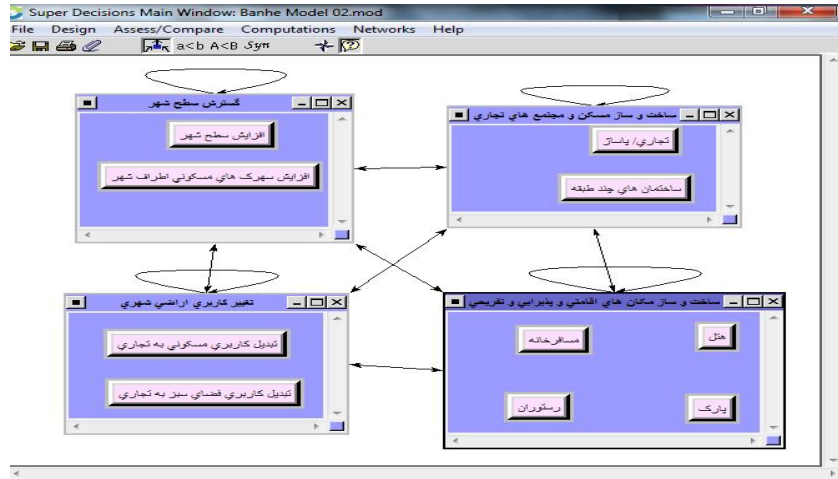 Super Decisions Main Window: Banhe Model 02.mod
File Design Assess/Compare Computations Networks Help
a<b A<B Syn
گسترش سطح شهر
افزایش سطح شهر
افزایش سهرک های مسکونی اطراف شهر
ساخت و ساز مسکن و مجتمع های تجاری
تجاری/ پاساژ
ساختمان های چند طبقه
تغییر کاربری اراضی شهری
تبدیل کاربری مسکونی به تجاری
تبدیل کاربری فضای سبز به تجاری
ساخت و ساز مکان های اقامتی و پذیرایی و تفریحی
هتل
مسافرخانه
پارک
رستوران